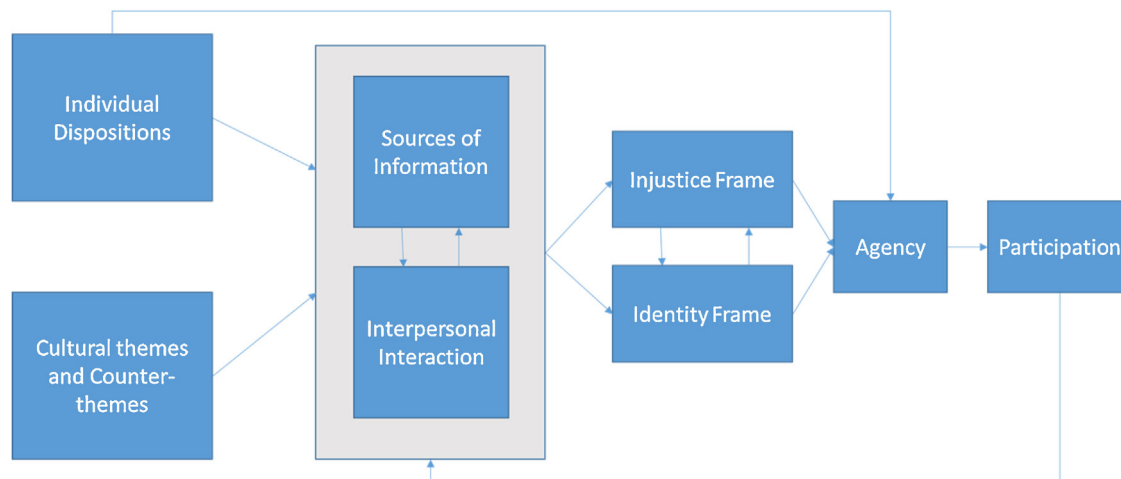 Individual
Dispositions
Sources of
Information
Injustice Frame
Agency
Participation
Identity Frame
Interpersonal
Interaction
Cultural themes
and Counter-
themes